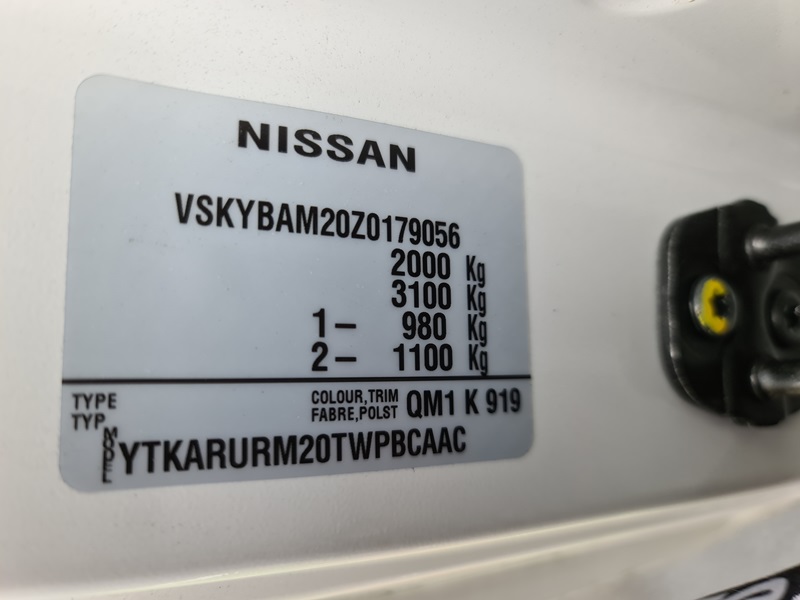 NISSAN
VSKYBAM20Z0179056
2000 Kg
3100 Kg
1– 980 Kg
2– 1100 Kg
TYPE
TYP
COLOUR,TRIM
FABRE,POLST
QM1 K 919
MODEL
YTKARURM20TWPBCAAC